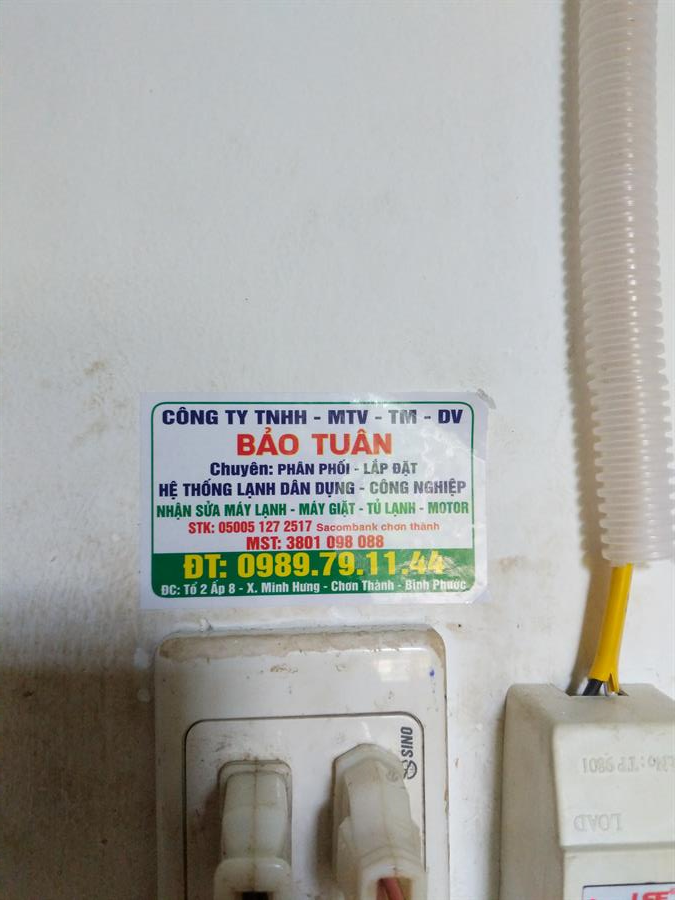 CÔNG TY TNHH - MTV - TM - DV
BẢO TUÂN
Chuyên: PHÂN PHỐI - LẮP ĐẶT
HỆ THỐNG LẠNH DÂN DỤNG - CÔNG NGHIỆP
NHẬN SỬA MÁY LẠNH - MÁY GIẶT - TỦ LẠNH - MOTOR
STK: 05005 127 2517 Sacombank chơn thành
MST: 3801 098 088
ĐT: 0989.79.11.44
ĐC: Tổ 2 Ấp 8 - X. Minh Hưng - Chơn Thành - Bình Phước
SINO
No: TP 9801
LOAD